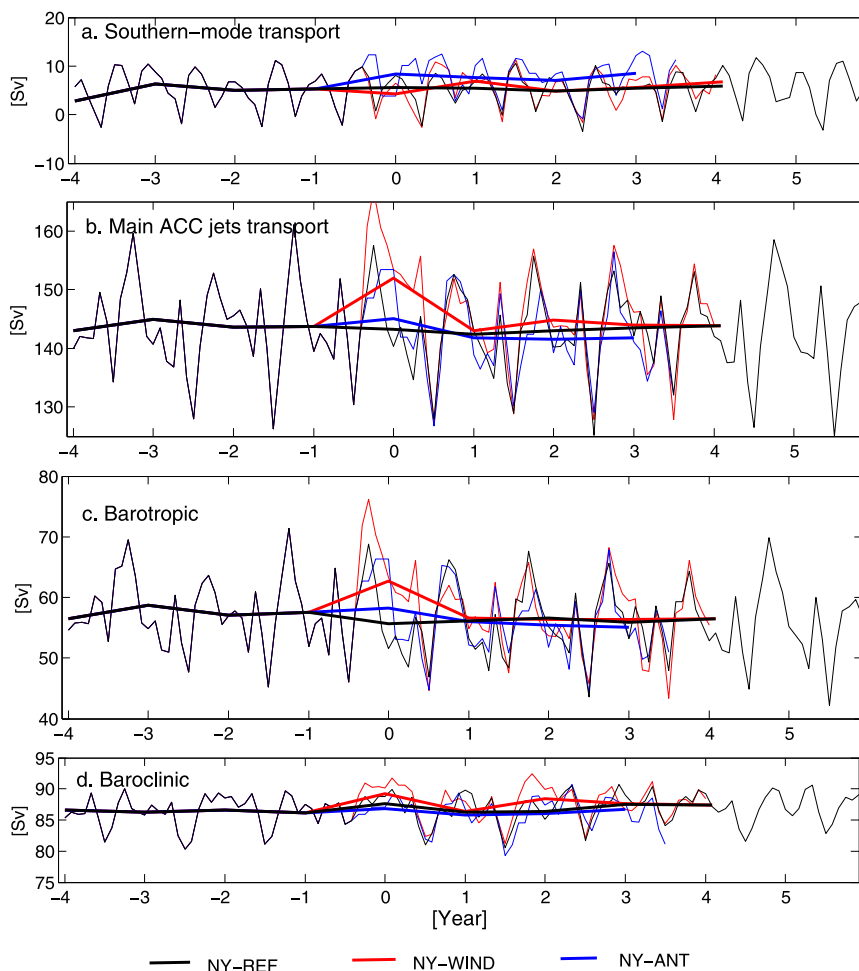 20
10
0
−10
[Sv]
a. Southern−mode transport
−4 −3 −2 −1 0 1 2 3 4 5
160
150
140
130
[Sv]
b. Main ACC jets transport
−4 −3 −2 −1 0 1 2 3 4 5
80
70
60
50
40
[Sv]
c. Barotropic
−4 −3 −2 −1 0 1 2 3 4 5
95
90
85
80
75
[Sv]
d. Baroclinic
−4 −3 −2 −1 0 1 2 3 4 5
[Year]
NY−REF NY−WIND NY−ANT